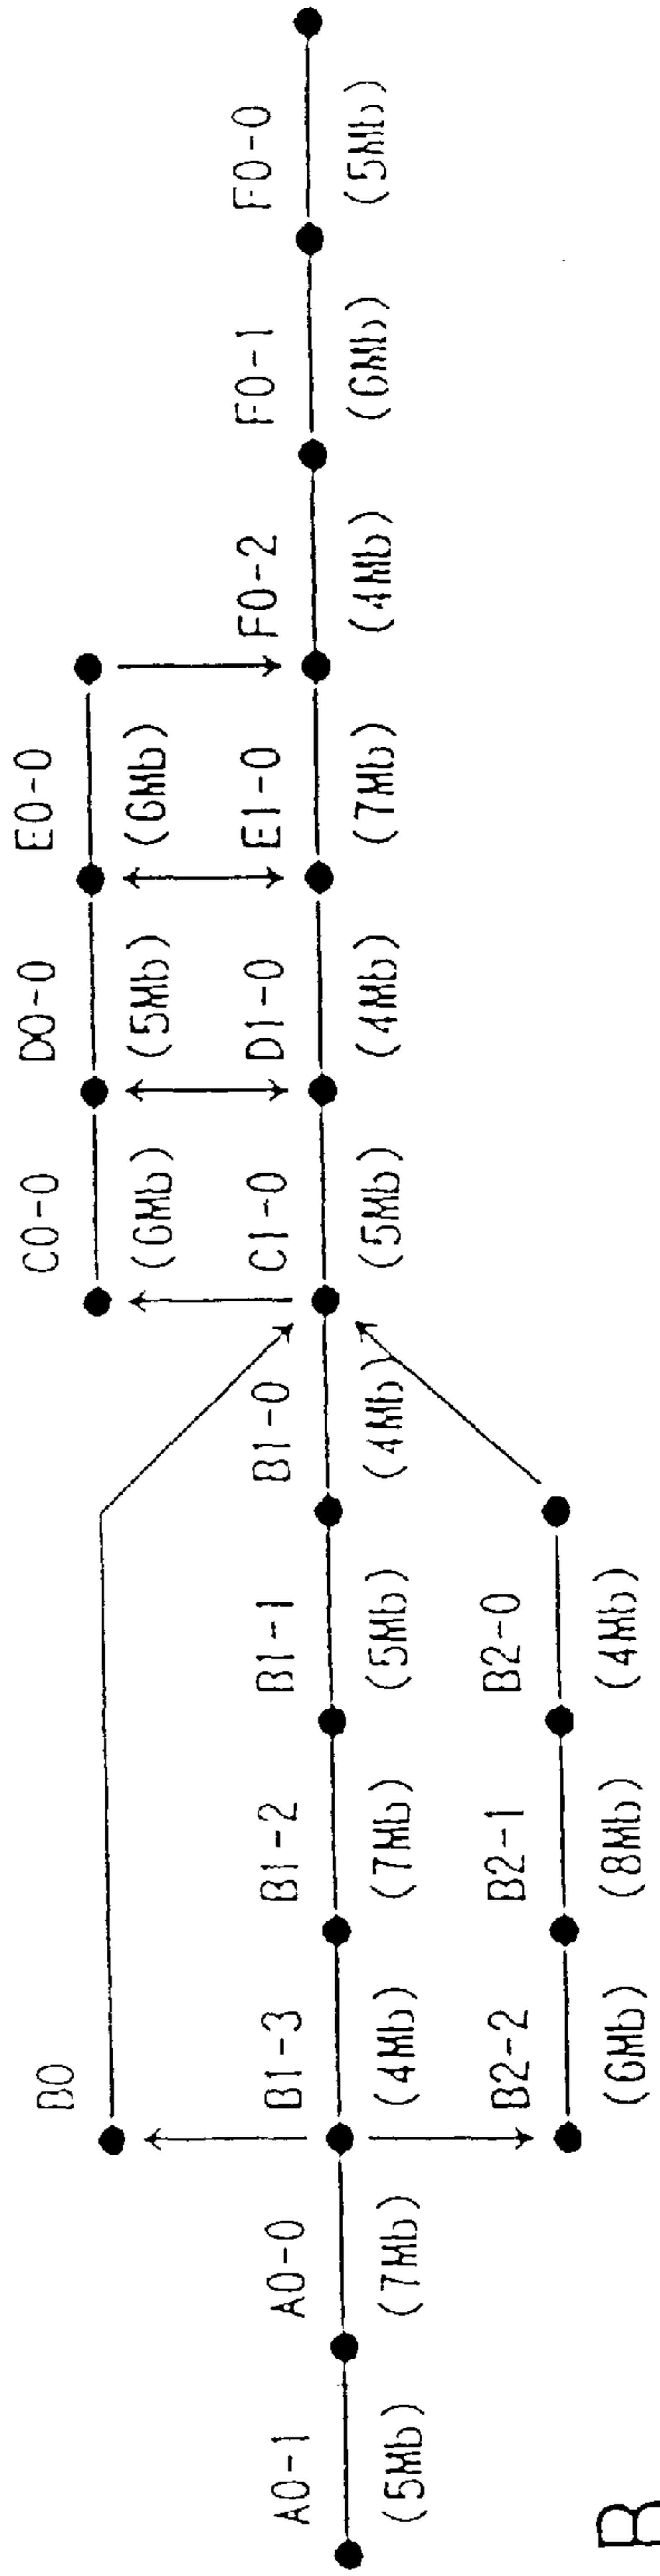 B0
C0-0 D0-0 E0-0
(6Mb) (5Mb) (6Mb)
A0-1 A0-0 B1-3 B1-2 B1-1 B1-0 C1-0 D1-0 E1-0 F0-2 F0-1 F0-0
(5Mb) (7Mb) (4Mb) (7Mb) (5Mb) (4Mb) (5Mb) (4Mb) (7Mb) (4Mb) (6Mb) (5Mb)
B2-2 B2-1 B2-0
(6Mb) (8Mb) (4Mb)
B